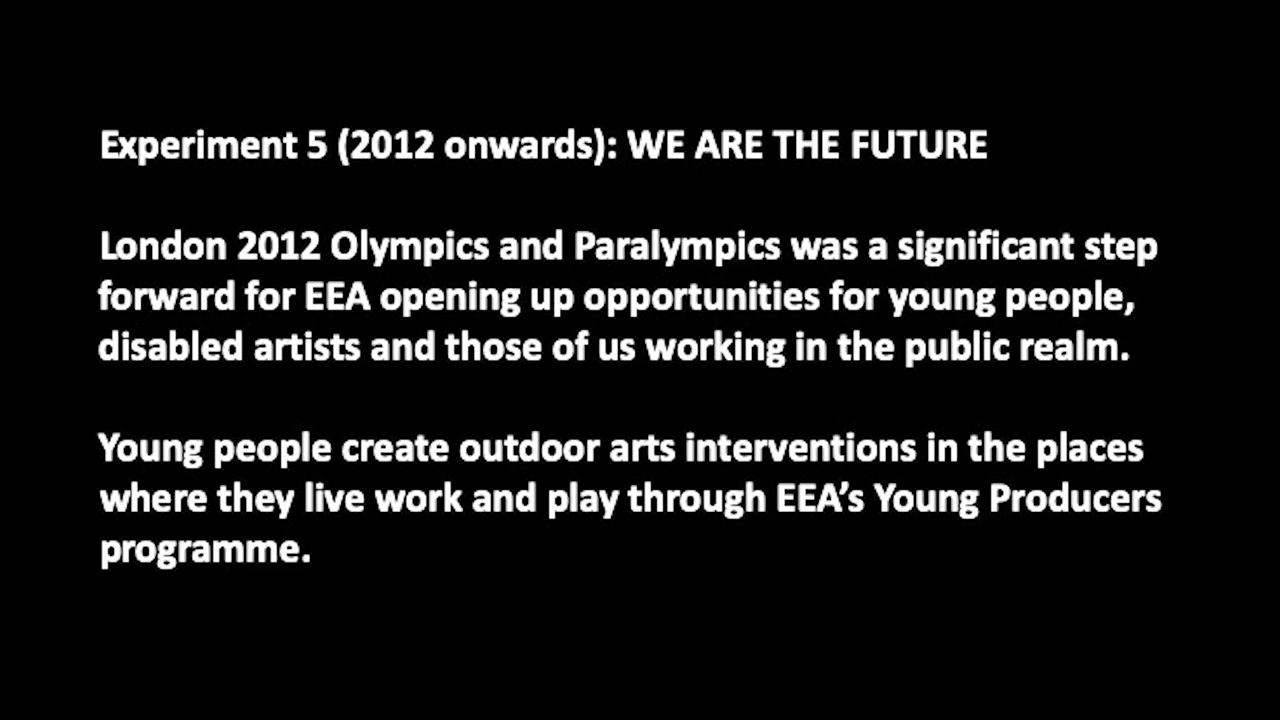 Experiment 5 (2012 onwards): WE ARE THE FUTURE
London 2012 Olympics and Paralympics was a significant step
forward for EEA opening up opportunities for young people,
disabled artists and those of us working in the public realm.
Young people create outdoor arts interventions in the places
where they live work and play through EEA’s Young Producers
programme.